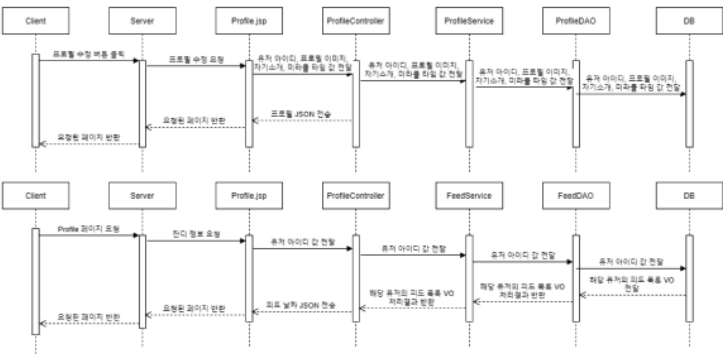 Client
Server
Profile.jsp
ProfileController
ProfileService
ProfileDAO
DB
프로필 수정 버튼 클릭
프로필 수정 요청
유저 아이디, 프로필 이미지,
자기소개, 미라클 타임 값 전달
유저 아이디, 프로필 이미지,
자기소개, 미라클 타임 값 전달
유저 아이디, 프로필 이미지,
자기소개, 미라클 타임 값 전달
유저 아이디, 프로필 이미지,
자기소개, 미라클 타임 값 전달
프로필 JSON 전송
요청된 페이지 반환
요청된 페이지 반환
Client
Server
Profile.jsp
ProfileController
FeedService
FeedDAO
DB
Profile 페이지 요청
잔디 정보 요청
유저 아이디 값 전달
유저 아이디 값 전달
유저 아이디 값 전달
유저 아이디 값 전달
해당 유저의 피드 목록 VO
전달
해당 유저의 피드 목록 VO
처리결과 반환
해당 유저의 피드 목록 VO
처리결과 반환
피드 날짜 JSON 전송
요청된 페이지 반환
요청된 페이지 반환